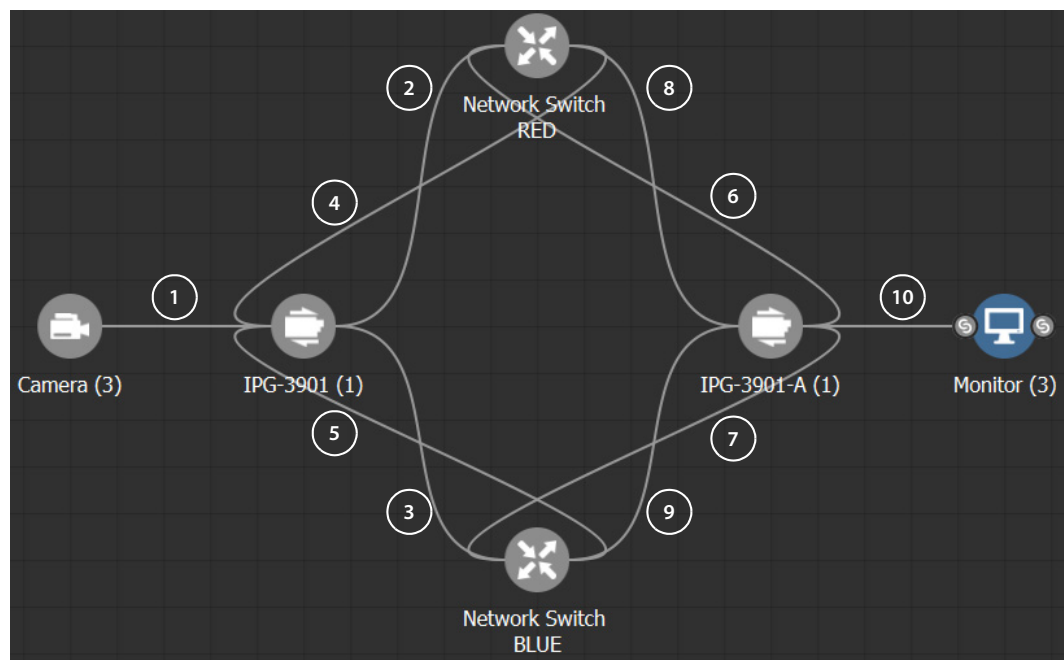 2
8
Network Switch
RED
4
6
1
10
Camera (3)
IPG-3901 (1)
IPG-3901-A (1)
Monitor (3)
5
7
3
9
Network Switch
BLUE